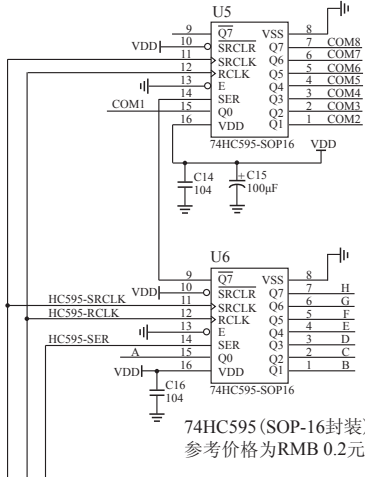 U5
9 Q7 VSS 8
VDD 10 SRCLR Q7 7 COM8
11 SRCLK Q6 6 COM7
12 RCLK Q5 5 COM6
13 E Q4 4 COM5
14 SER Q3 3 COM4
COM1 15 Q0 Q2 2 COM3
16 VDD Q1 1 COM2
74HC595-SOP16
VDD
C14
104
+ C15
100μF
U6
9 Q7 VSS 8
VDD 10 SRCLR Q7 7 H
HC595-SRCLK 11 SRCLK Q6 6 G
HC595-RCLK 12 RCLK Q5 5 F
13 E Q4 4 E
HC595-SER 14 SER Q3 3 D
A 15 Q0 Q2 2 C
VDD 16 VDD Q1 1 B
74HC595-SOP16
C16
104
74HC595(SOP-16封装)
参考价格为RMB 0.2元